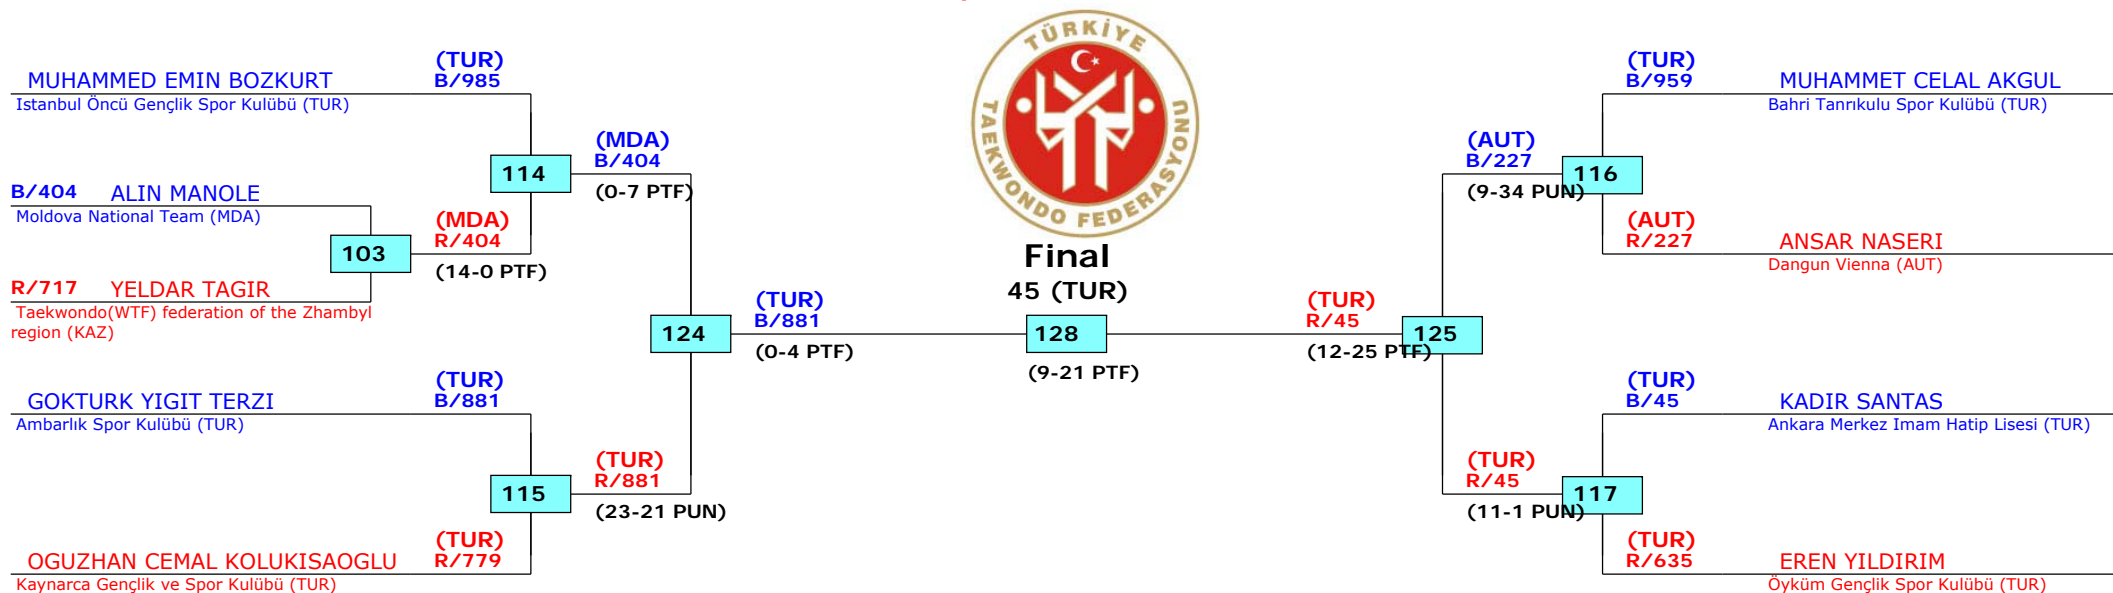 TÜRKİYE
TAEKWONDO FEDERASYONU
Final
45 (TUR)
128
(9-21 PTF)
MUHAMMED EMIN BOZKURT
(TUR)
B/985
Istanbul Öncü Gençlik Spor Kulübü (TUR)
114
(MDA)
B/404
(0-7 PTF)
B/404 ALIN MANOLE
Moldova National Team (MDA)
103
(MDA)
R/404
(14-0 PTF)
R/717 YELDAR TAGIR
Taekwondo(WTF) federation of the Zhambyl
region (KAZ)
124
(TUR)
B/881
(0-4 PTF)
GOKTURK YIGIT TERZI
(TUR)
B/881
Ambarlık Spor Kulübü (TUR)
115
(TUR)
R/881
(23-21 PUN)
OGUZHAN CEMAL KOLUKISAOGLU
(TUR)
R/779
Kaynarca Gençlik ve Spor Kulübü (TUR)
(TUR)
B/959
MUHAMMET CELAL AKGUL
Bahri Tanrıkulu Spor Kulübü (TUR)
(AUT)
B/227
(9-34 PUN)
116
(AUT)
R/227
ANSAR NASERI
Dangun Vienna (AUT)
(TUR)
R/45
(12-25 PTF)
125
(TUR)
B/45
KADIR SANTAS
Ankara Merkez Imam Hatip Lisesi (TUR)
(TUR)
R/45
(11-1 PUN)
117
(TUR)
R/635
EREN YILDIRIM
Öyküm Gençlik Spor Kulübü (TUR)